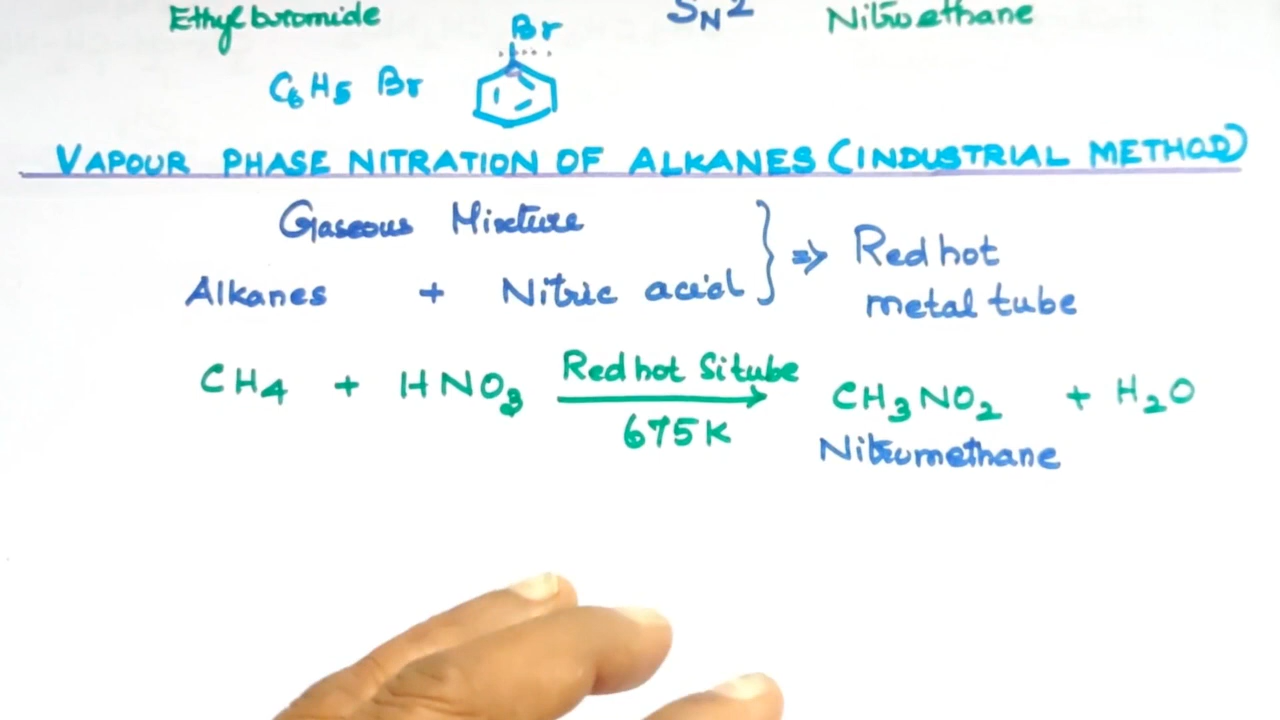 Ethyl bromide SN2 Nitroethane
Br
C6H5 Br
VAPOUR PHASE NITRATION OF ALKANES (INDUSTRIAL METHOD)
Gaseous Mixture
Alkanes + Nitric acid } ⇒ Red hot
metal tube
CH4 + HNO3 Red hot Si tube CH3NO2 + H2O
675K Nitromethane